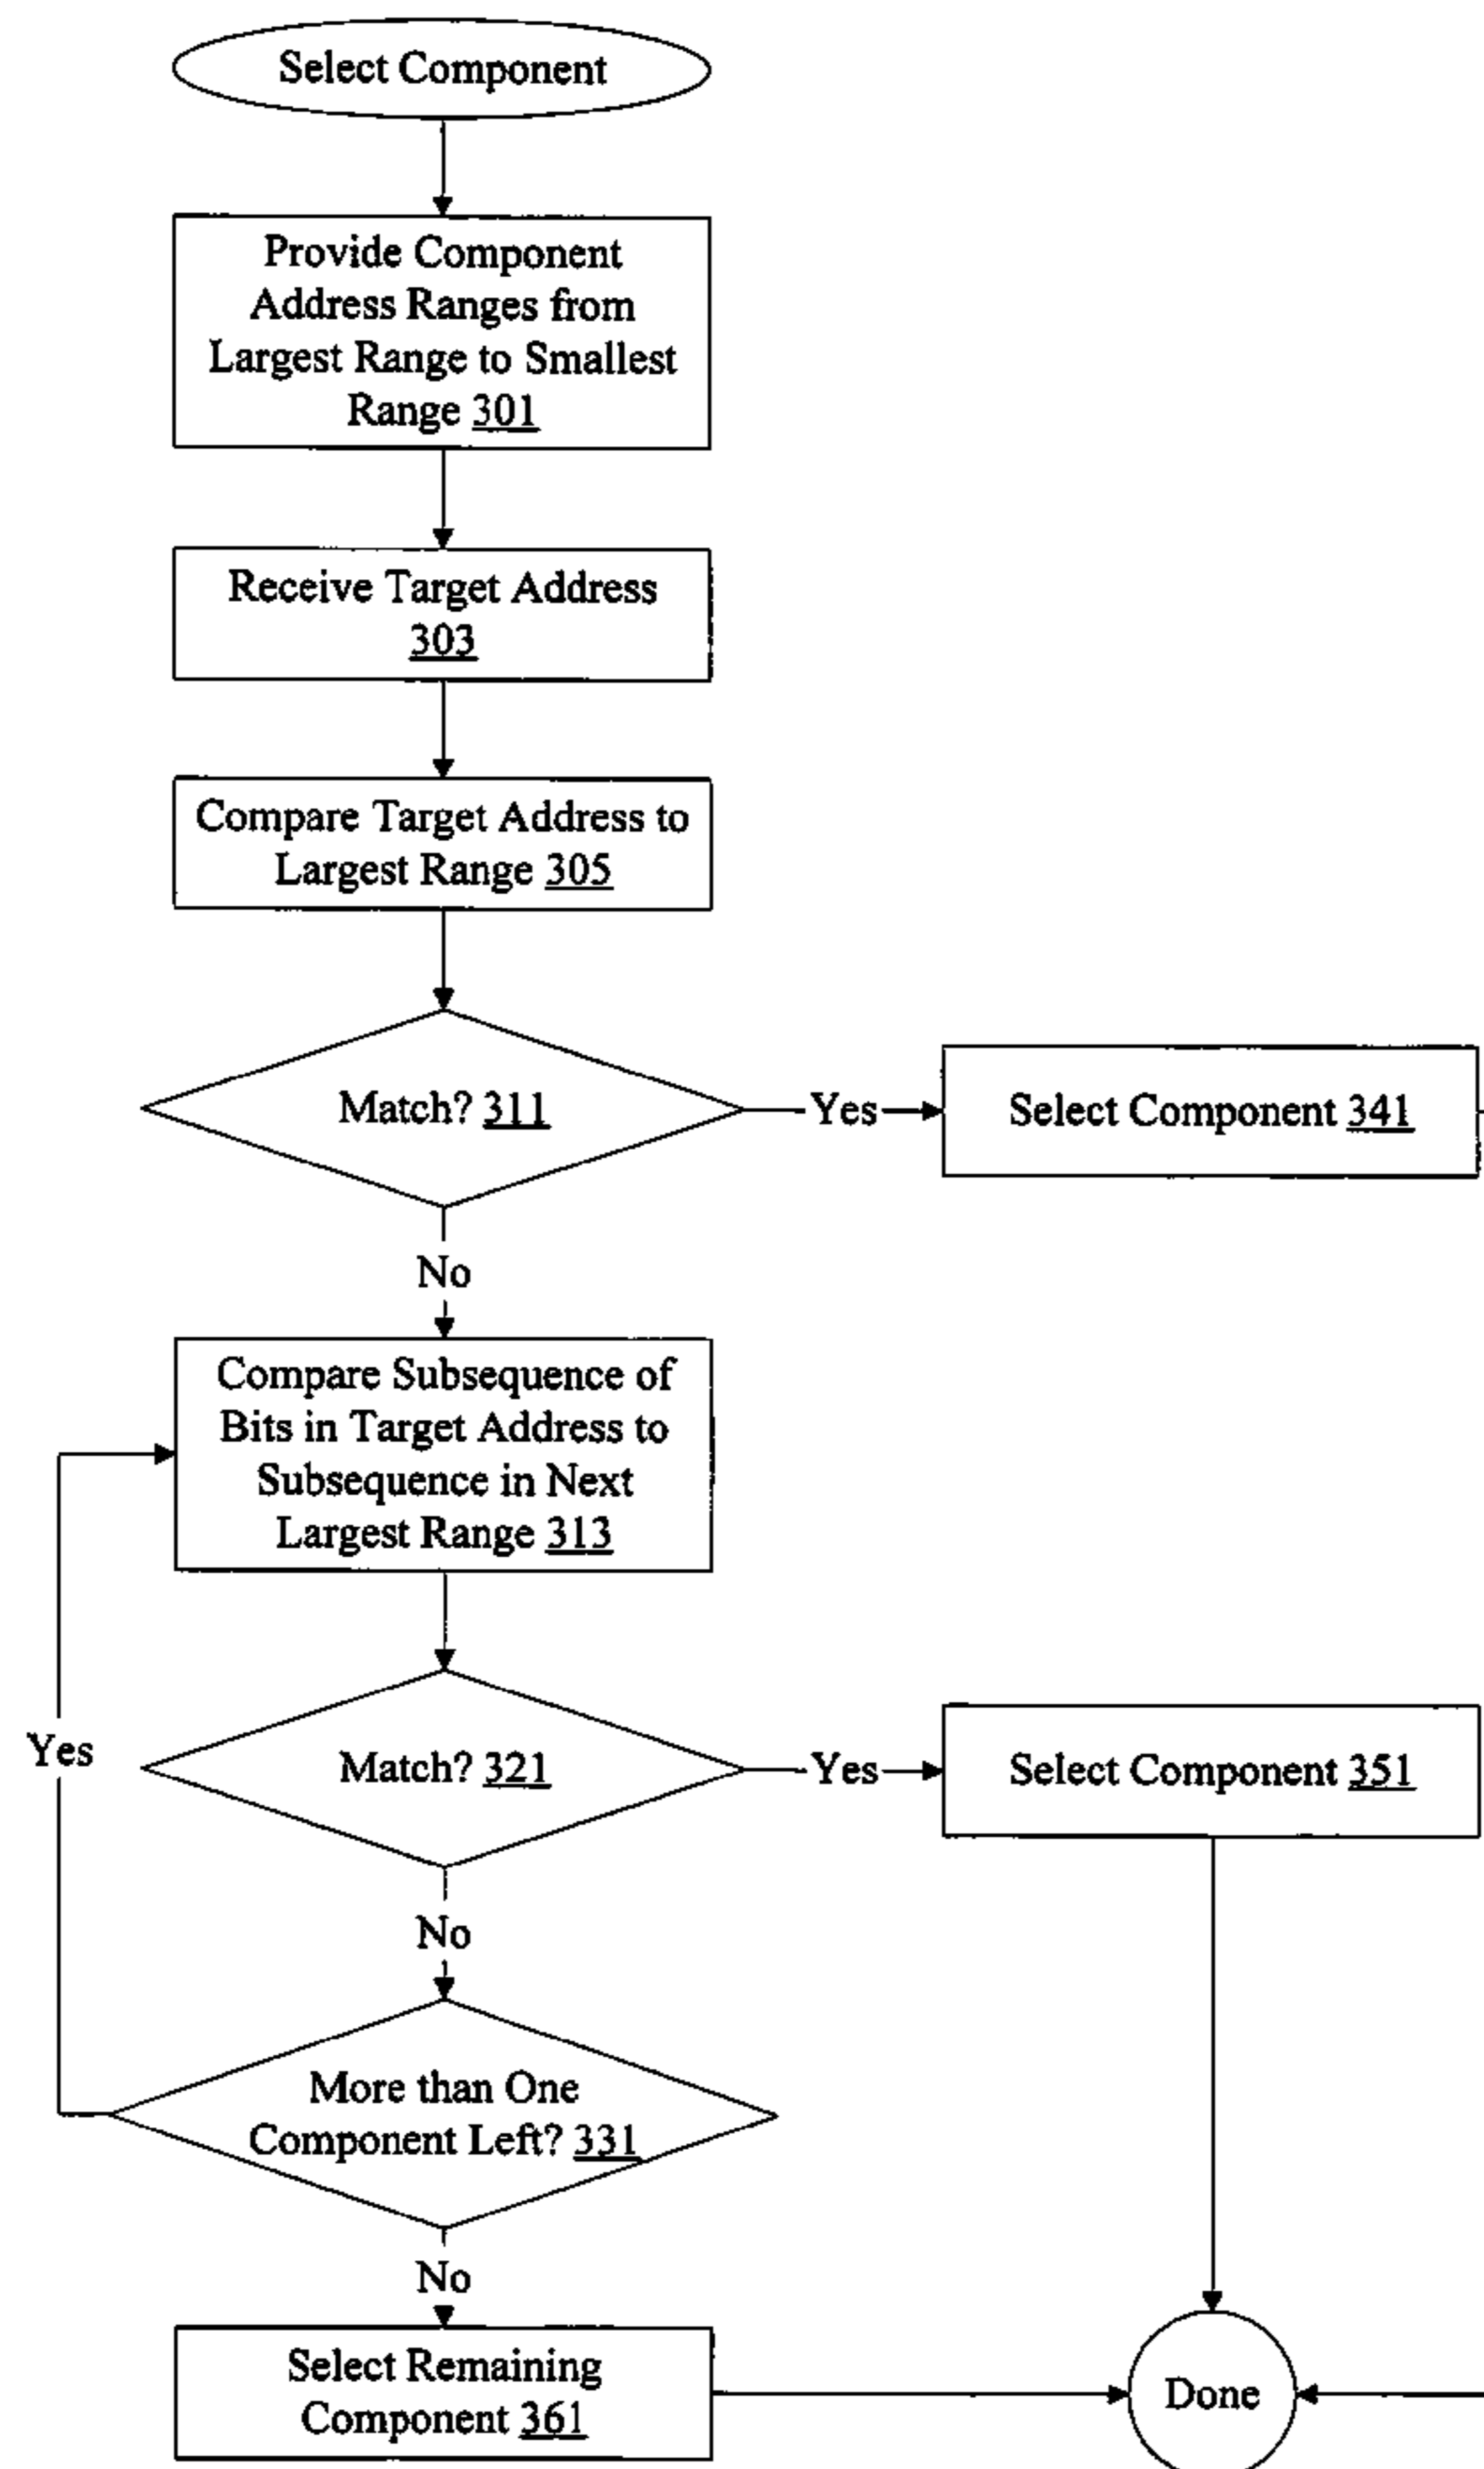 Select Component
Provide Component
Address Ranges from
Largest Range to Smallest
Range 301
Receive Target Address
303
Compare Target Address to
Largest Range 305
Match? 311
Yes
Select Component 341
No
Compare Subsequence of
Bits in Target Address to
Subsequence in Next
Largest Range 313
Yes
Match? 321
Yes
Select Component 351
No
More than One
Component Left? 331
No
Select Remaining
Component 361
Done